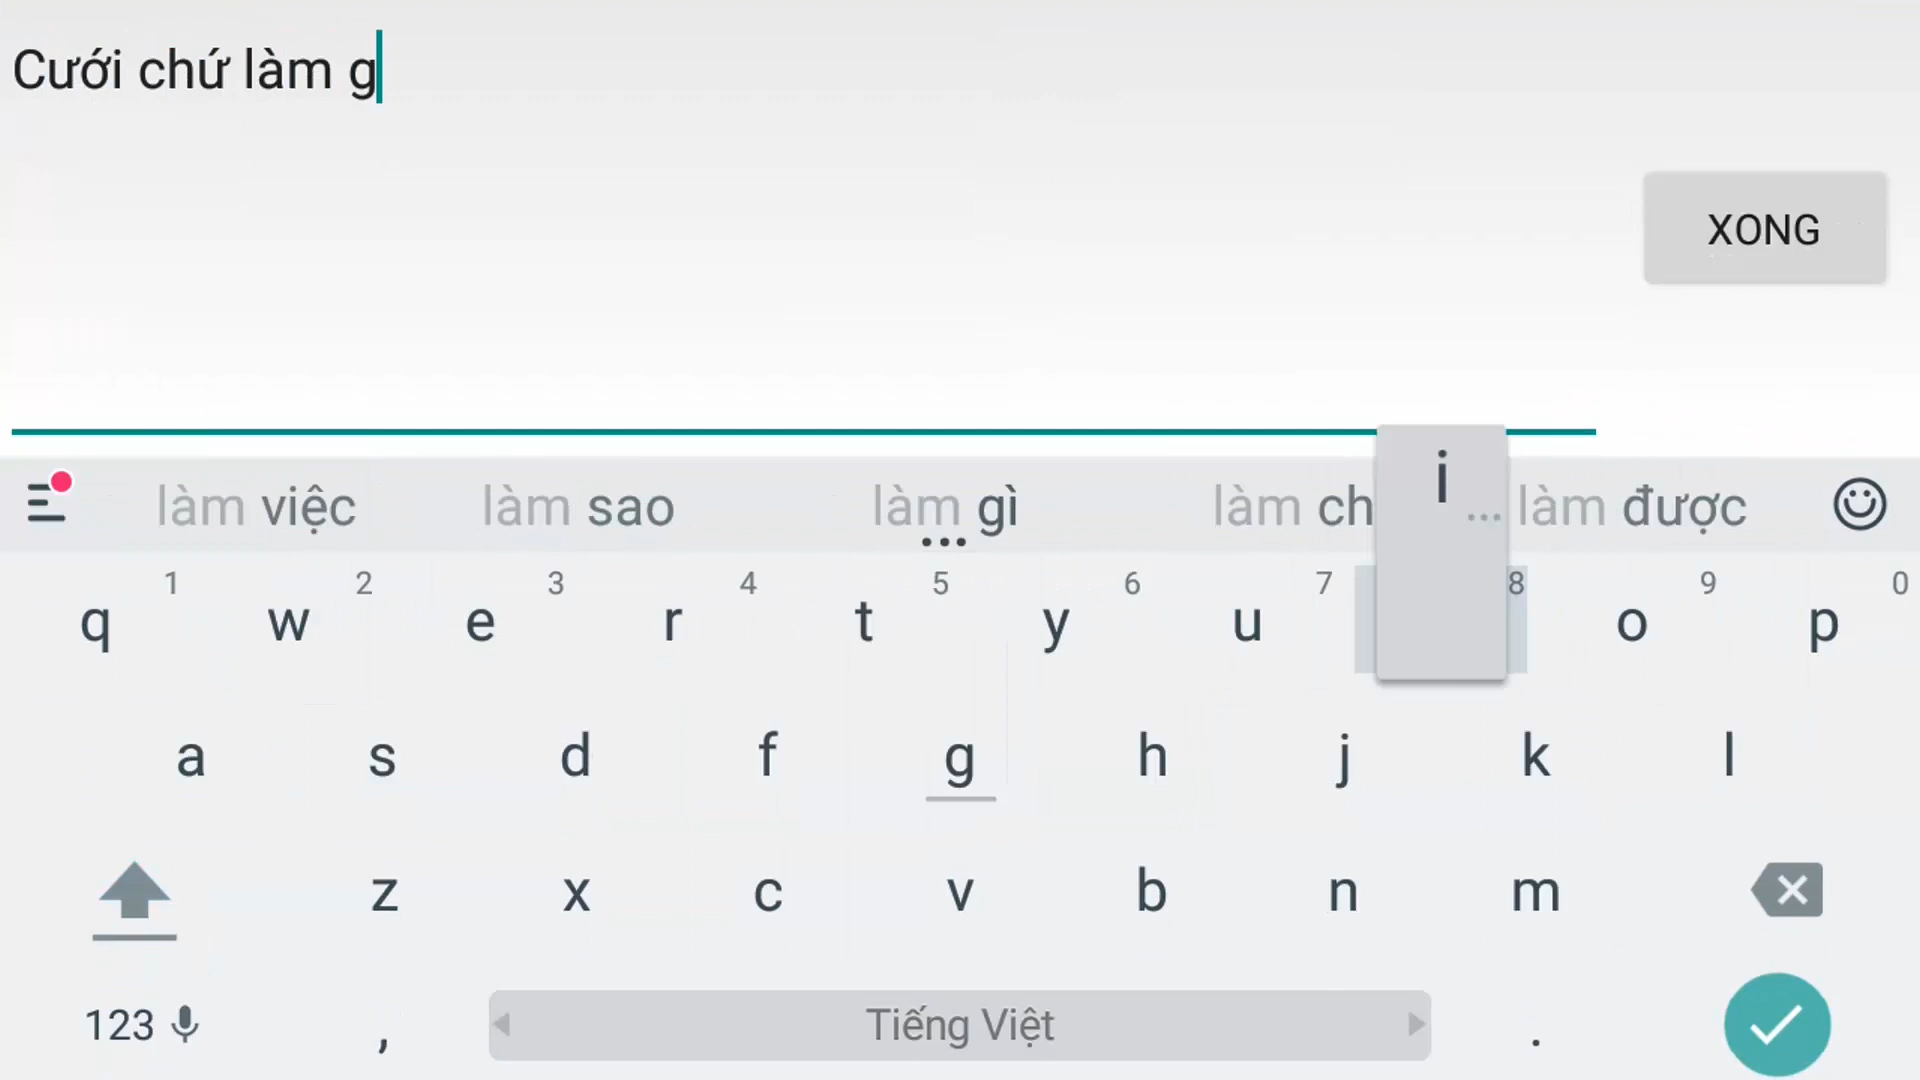 Cưới chứ làm g
XONG
làm việc làm sao làm gì làm ch... làm được
1 2 3 4 5 6 7 8 9 0
q w e r t y u i o p
a s d f g h j k l
z x c v b n m
123 , Tiếng Việt .